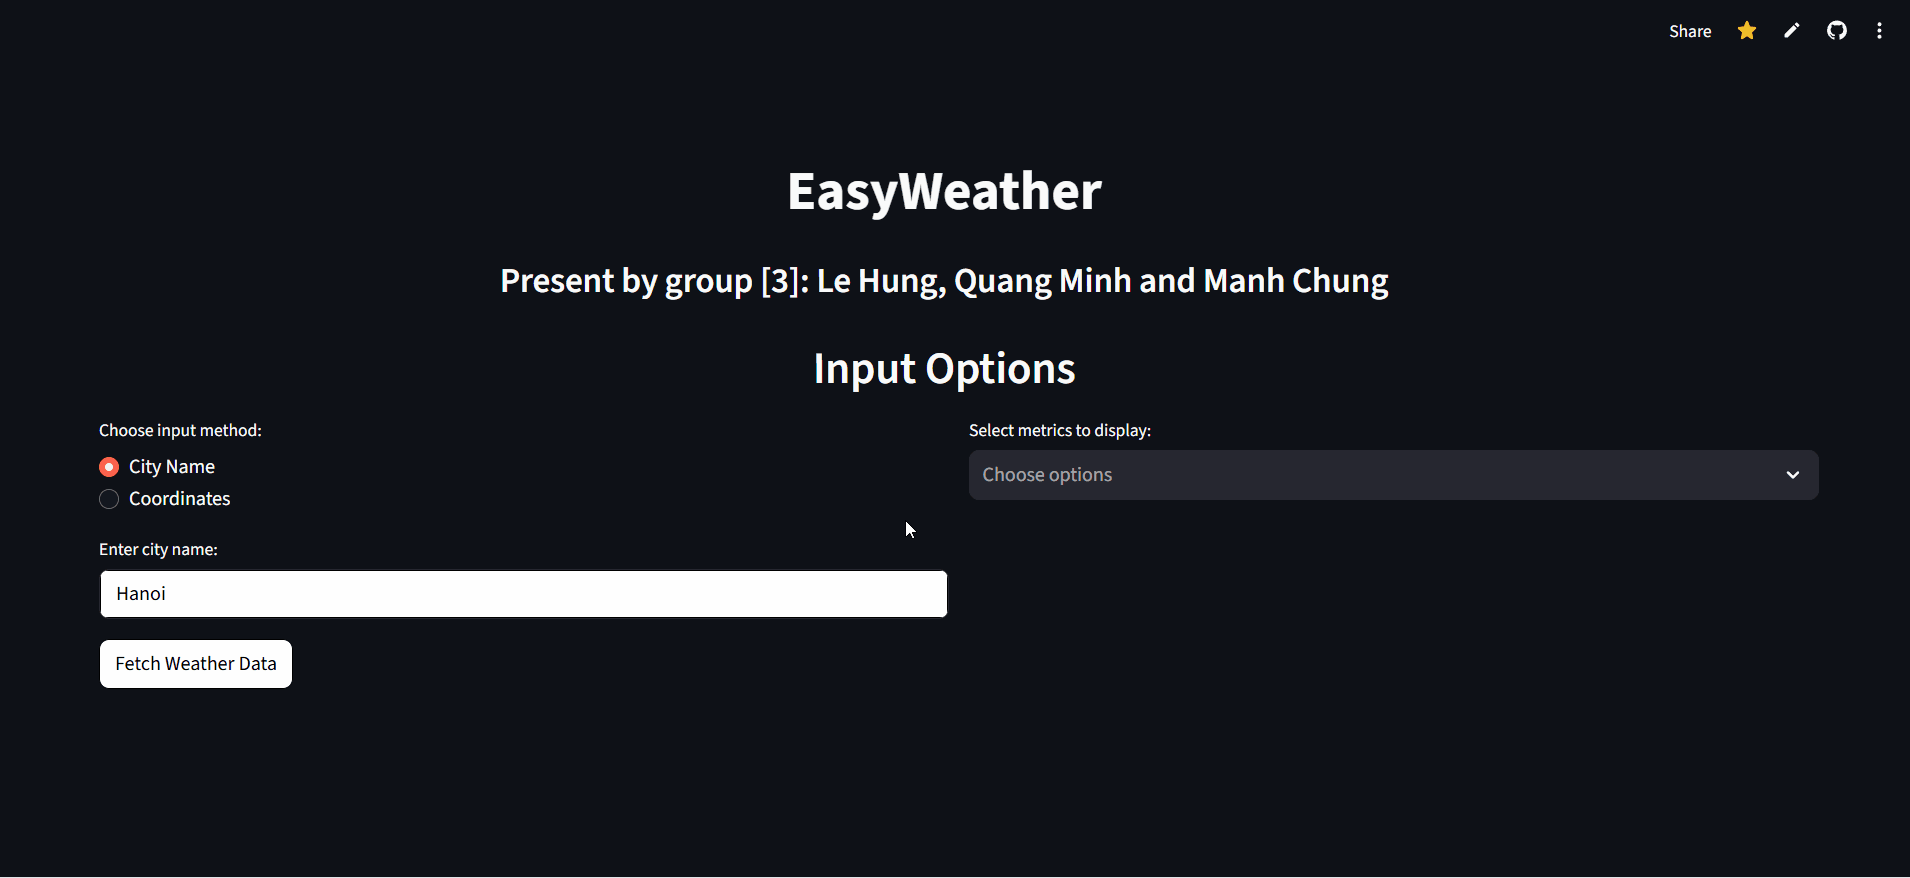 Share
EasyWeather
Present by group [3]: Le Hung, Quang Minh and Manh Chung
Input Options
Choose input method:
City Name
Coordinates
Enter city name:
Hanoi
Fetch Weather Data
Select metrics to display:
Choose options